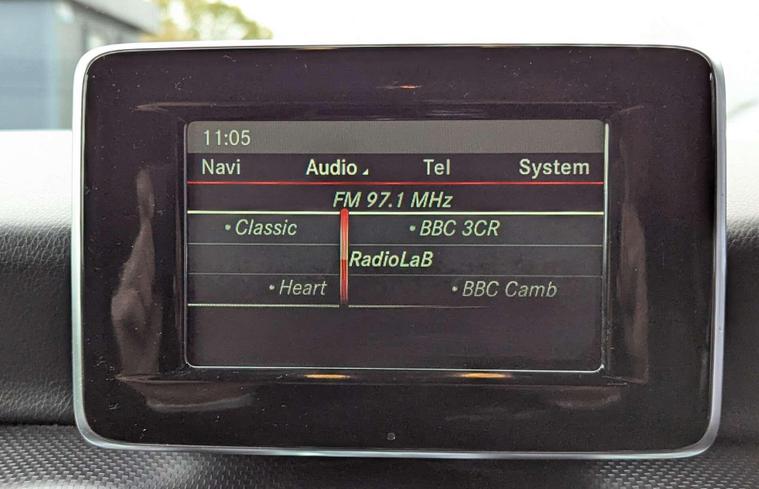 11:05
Navi Audio Tel System
FM 97.1 MHz
• Classic • BBC 3CR
RadioLaB
• Heart • BBC Camb